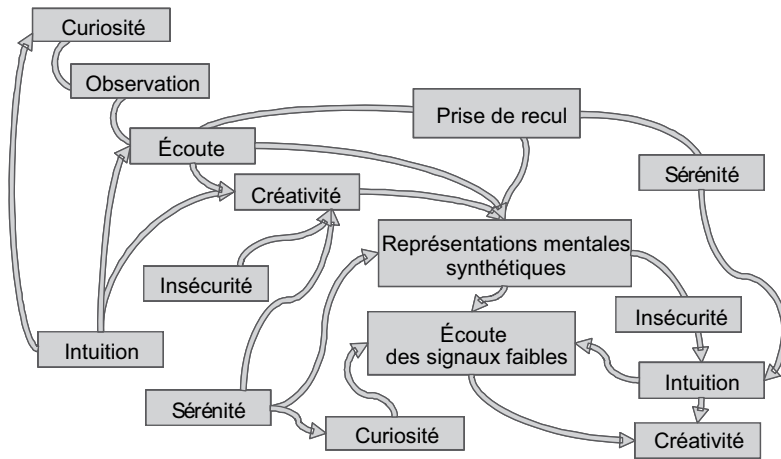 Curiosité
Observation
Prise de recul
Écoute
Sérénité
Créativité
Représentations mentales
synthétiques
Insécurité
Insécurité
Écoute
des signaux faibles
Intuition
Intuition
Sérénité
Curiosité
Créativité